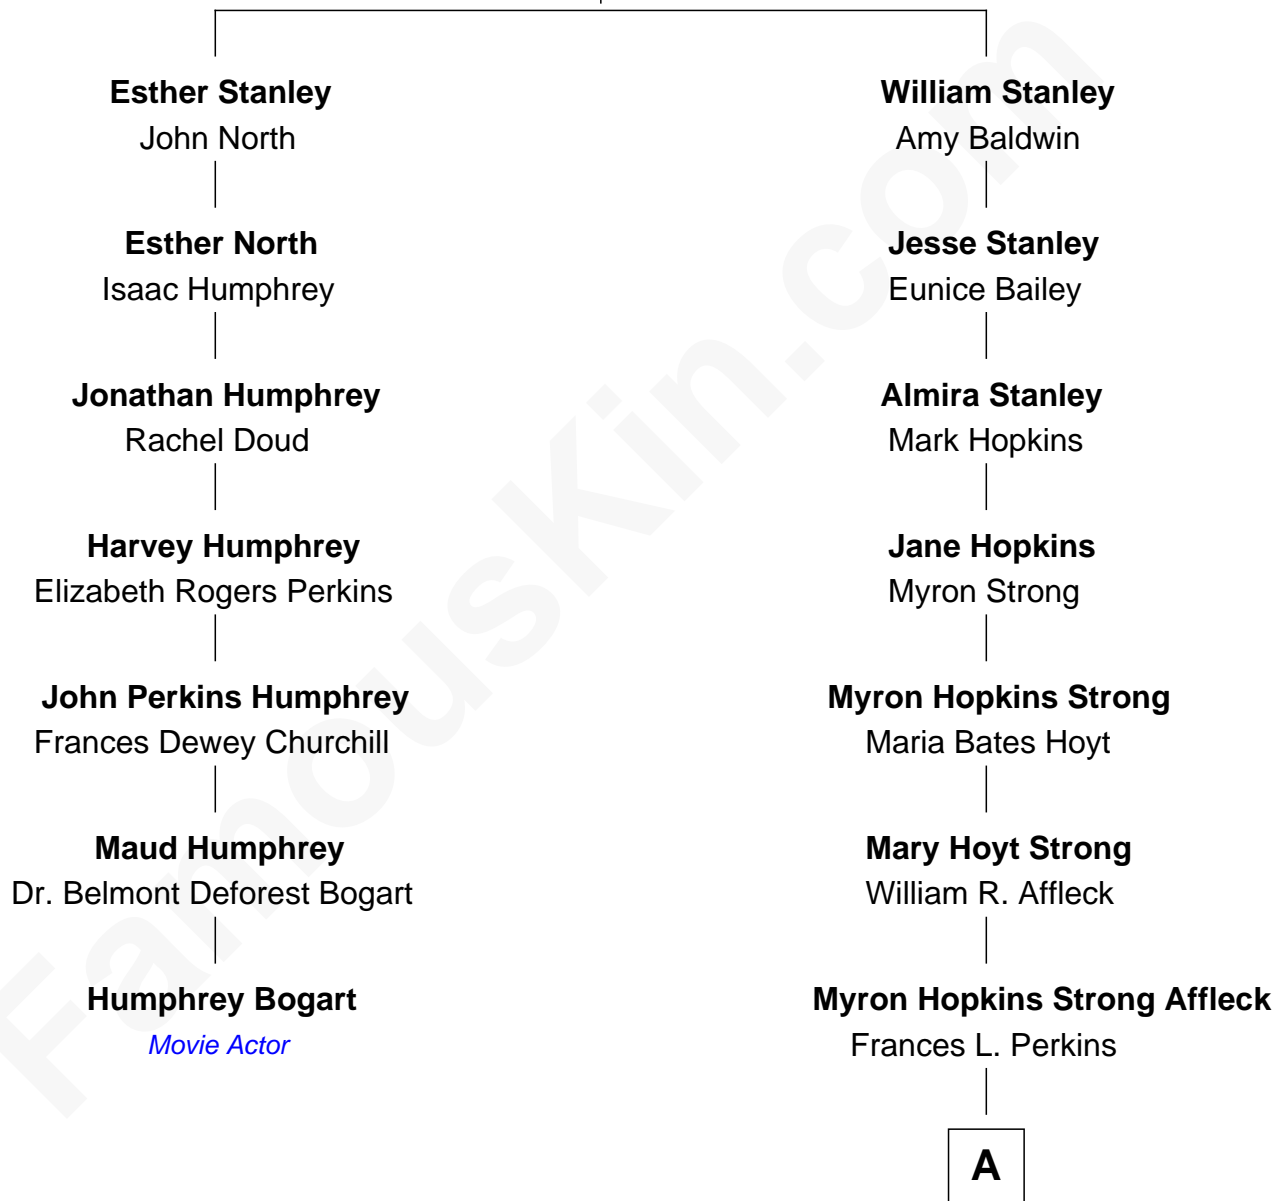 Esther Stanley
John North
Esther North
Isaac Humphrey
Jonathan Humphrey
Rachel Doud
Harvey Humphrey
Elizabeth Rogers Perkins
John Perkins Humphrey
Frances Dewey Churchill
Maud Humphrey
Dr. Belmont Deforest Bogart
Humphrey Bogart
Movie Actor
William Stanley
Amy Baldwin
Jesse Stanley
Eunice Bailey
Almira Stanley
Mark Hopkins
Jane Hopkins
Myron Strong
Myron Hopkins Strong
Maria Bates Hoyt
Mary Hoyt Strong
William R. Affleck
Myron Hopkins Strong Affleck
Frances L. Perkins
A
FamousKin.com